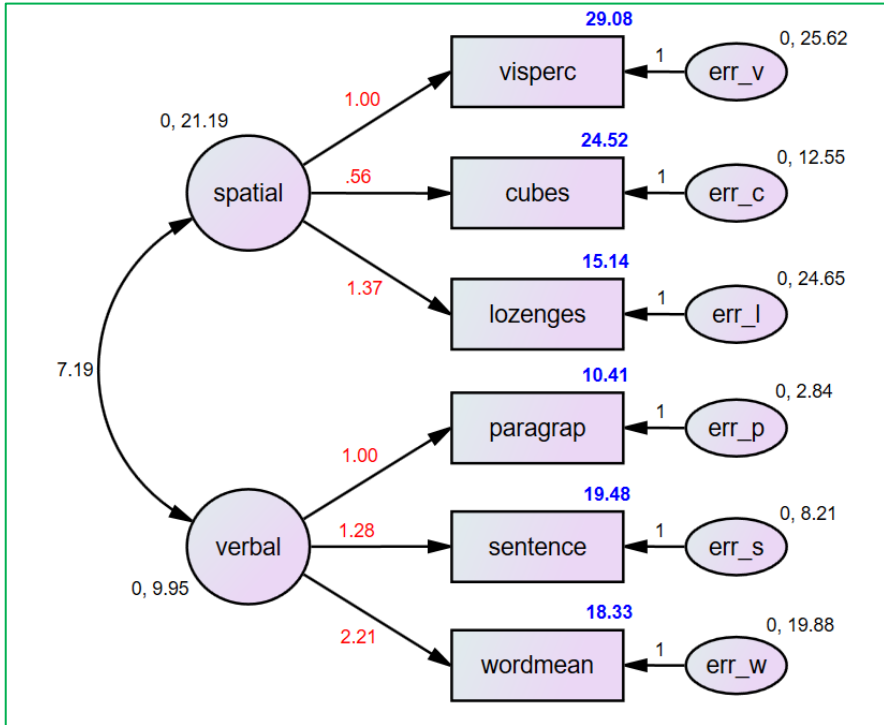 29.08
0, 25.62
visperc
1
err_v
1.00
0, 21.19
24.52
0, 12.55
spatial
.56
cubes
1
err_c
15.14
0, 24.65
1.37
lozenges
1
err_l
7.19
10.41
0, 2.84
paragrap
1
err_p
1.00
19.48
0, 8.21
verbal
1.28
sentence
1
err_s
0, 9.95
18.33
0, 19.88
2.21
wordmean
1
err_w